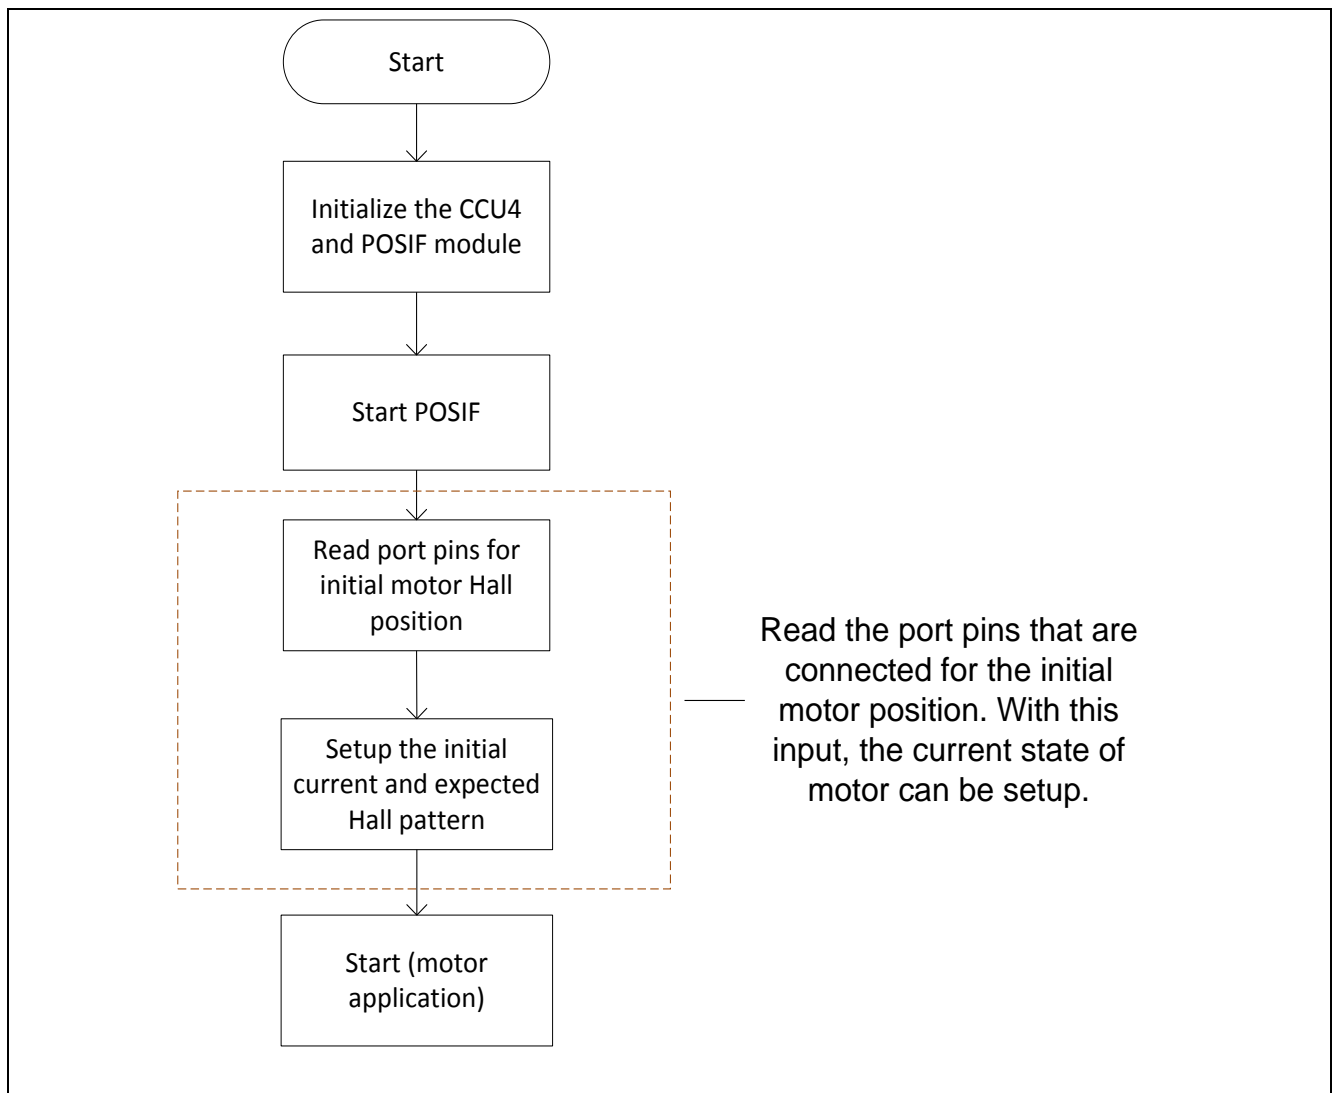 Start
Initialize the CCU4
and POSIF module
Start POSIF
Read port pins for
initial motor Hall
position
Setup the initial
current and expected
Hall pattern
Read the port pins that are
connected for the initial
motor position. With this
input, the current state of
motor can be setup.
Start (motor
application)